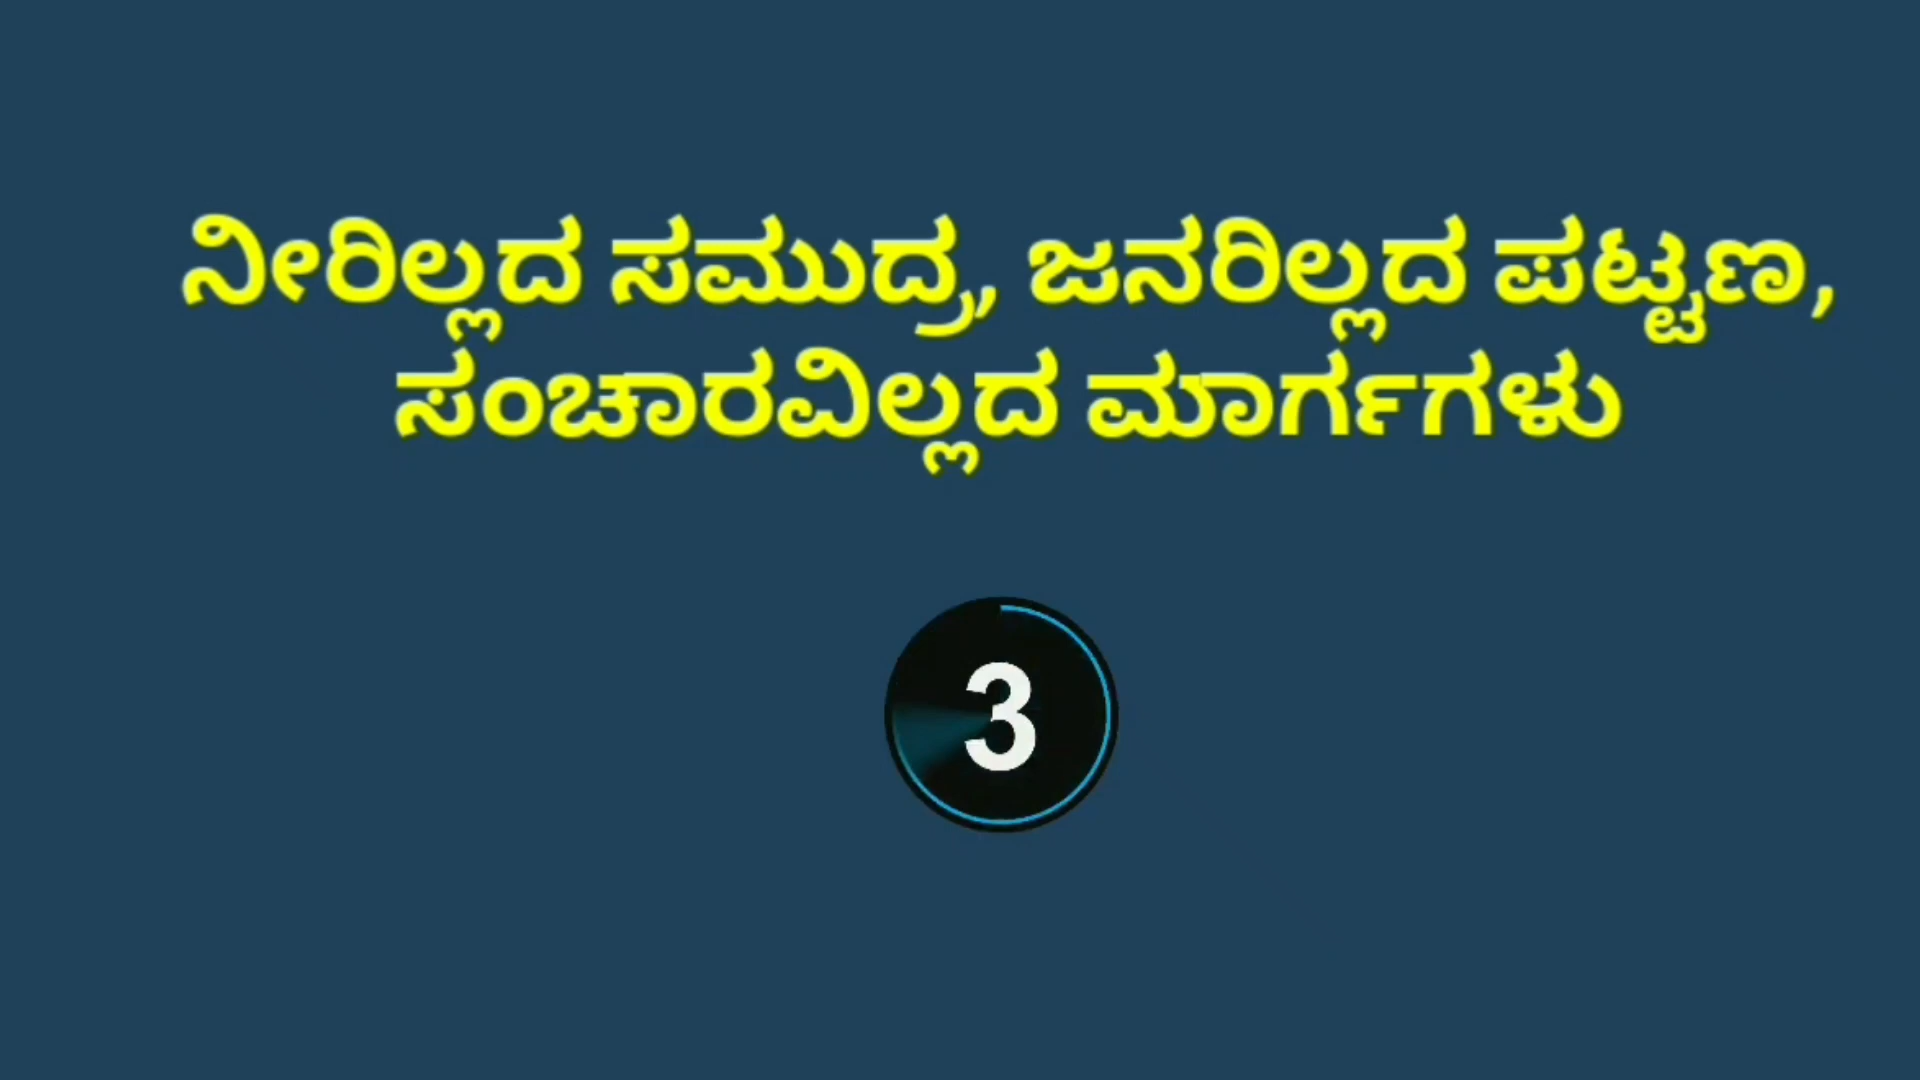 ನೀರಿಲ್ಲದ ಸಮುದ್ರ, ಜನರಿಲ್ಲದ ಪಟ್ಟಣ,
ಸಂಚಾರವಿಲ್ಲದ ಮಾರ್ಗಗಳು
3